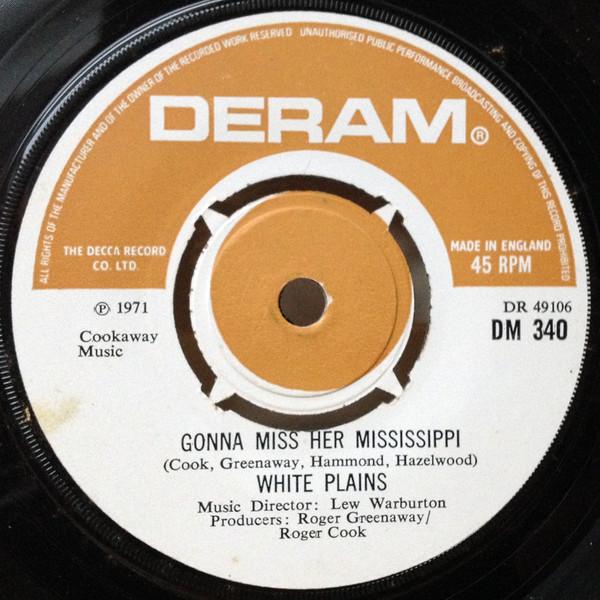 ALL RIGHTS OF THE MANUFACTURER AND OF THE OWNER OF THE RECORDED WORK RESERVED UNAUTHORISED PUBLIC PERFORMANCE BROADCASTING AND COPYING OF THIS RECORD PROHIBITED
DERAM®
THE DECCA RECORD
CO. LTD.
MADE IN ENGLAND
45 RPM
℗ 1971
DR 49106
DM 340
Cookaway
Music
GONNA MISS HER MISSISSIPPI
(Cook, Greenaway, Hammond, Hazelwood)
WHITE PLAINS
Music Director: Lew Warburton
Producers: Roger Greenaway/
Roger Cook